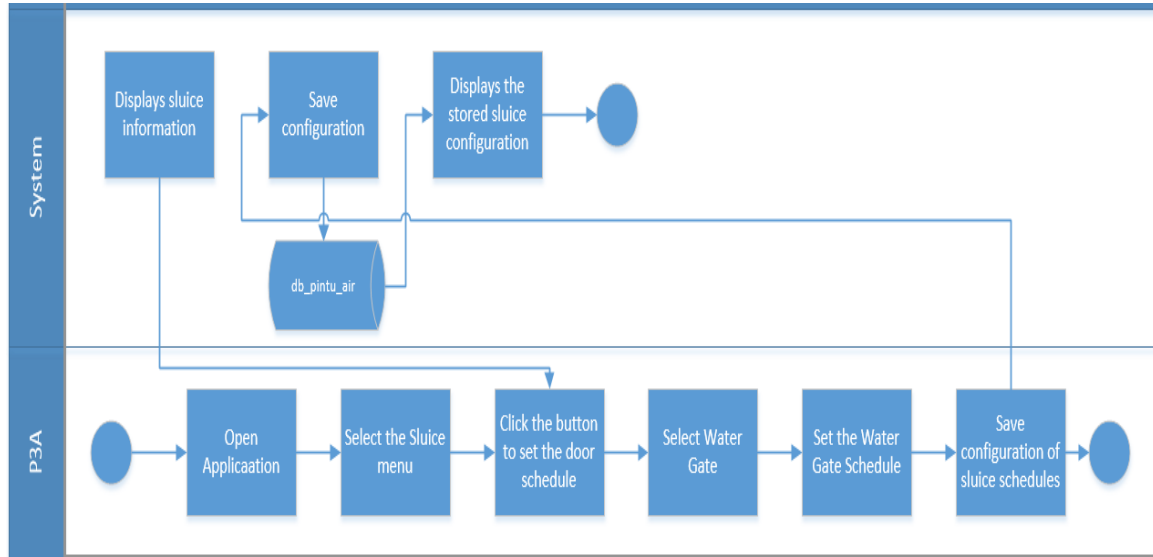 System
Displays sluice
information
Save
configuration
Displays the
stored sluice
configuration
db_pintu_air
P3A
Open
Applicaation
Select the Sluice
menu
Click the button
to set the door
schedule
Select Water
Gate
Set the Water
Gate Schedule
Save
configuration of
sluice schedules